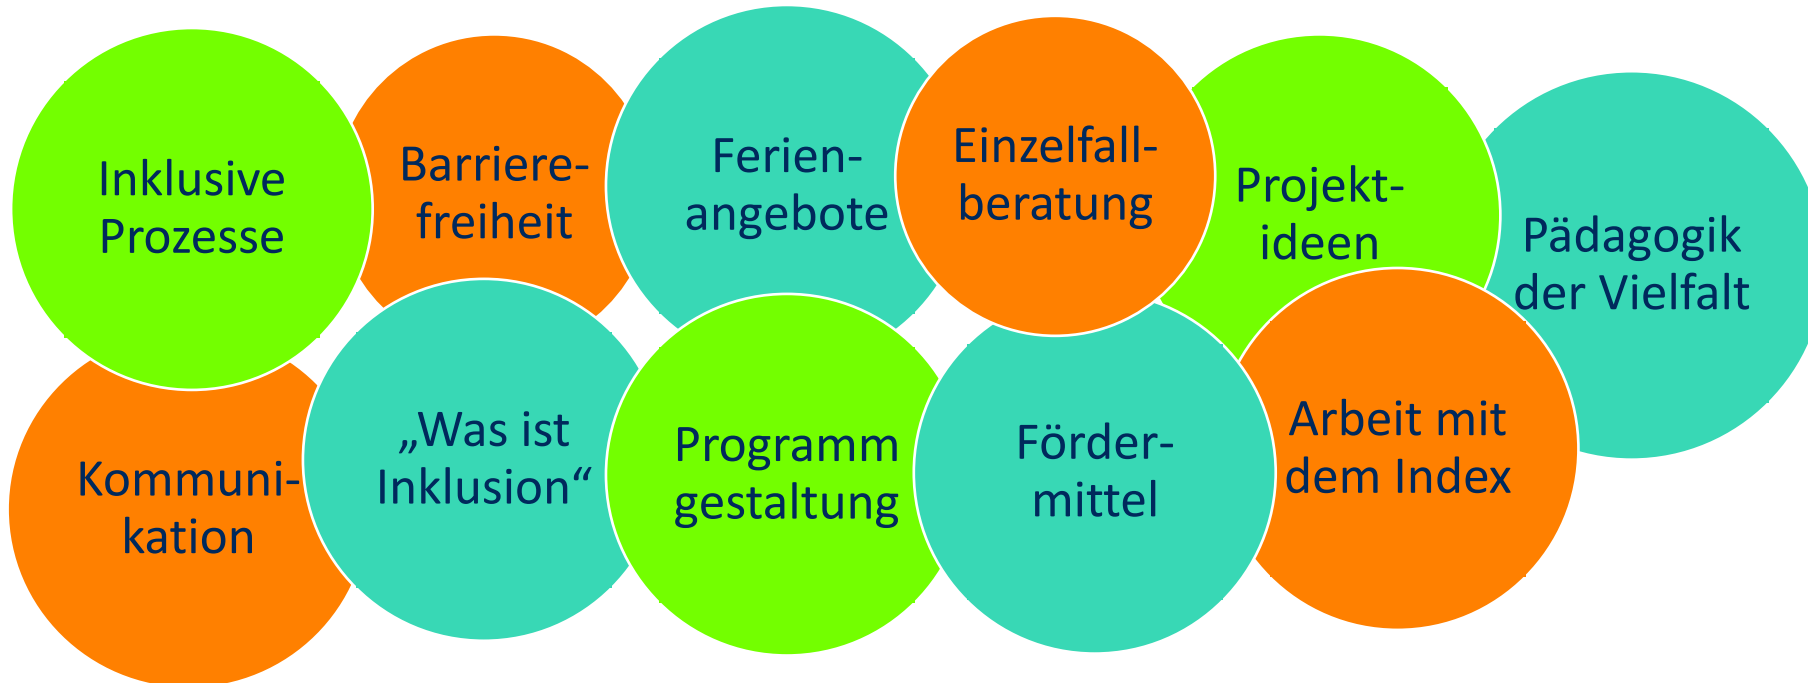 Inklusive
Prozesse
Barriere-
freiheit
Ferien-
angebote
Einzelfall-
beratung
Projekt-
ideen
Pädagogik
der Vielfalt
Kommuni-
kation
„Was ist
Inklusion“
Programm
gestaltung
Förder-
mittel
Arbeit mit
dem Index